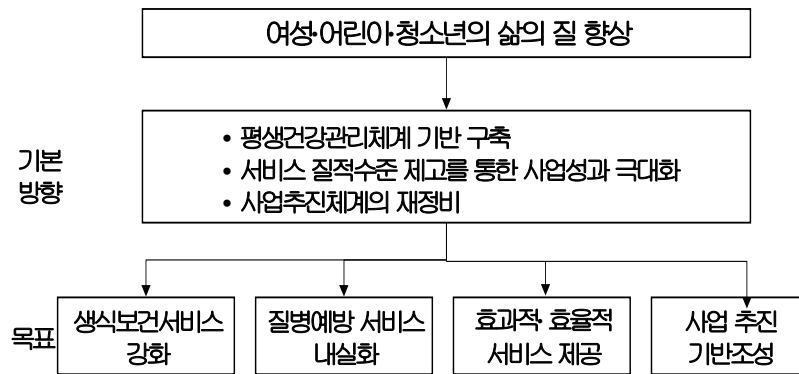 여성·어린아·청소년의 삶의 질 향상
기본
방향
• 평생건강관리체계 기반 구축
• 서비스 질적수준 제고를 통한 사업성과 극대화
• 사업추진체계의 재정비
목표
생식보건서비스
강화
질병예방 서비스
내실화
효과적·효율적
서비스 제공
사업 추진
기반조성